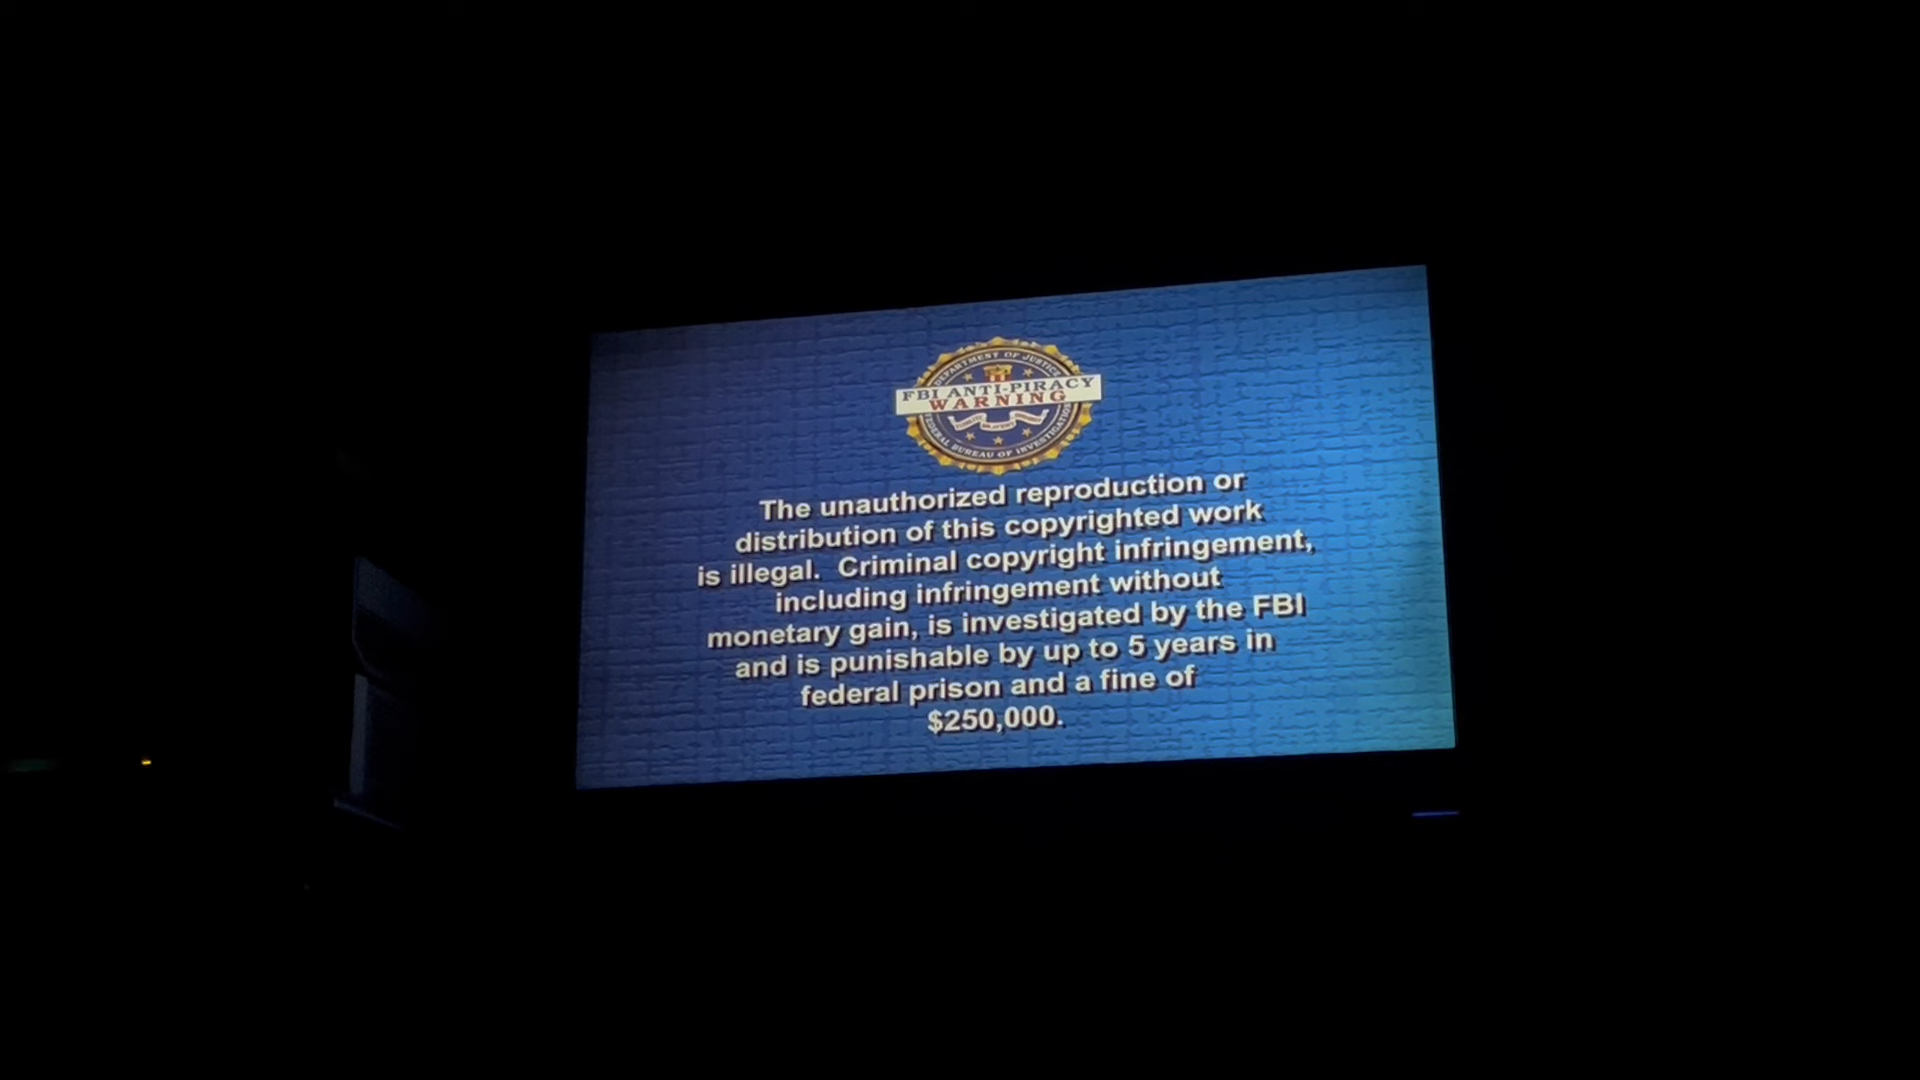 DEPARTMENT OF JUSTICE
FBI ANTI-PIRACY
WARNING
FEDERAL BUREAU OF INVESTIGATION
The unauthorized reproduction or
distribution of this copyrighted work
is illegal.  Criminal copyright infringement,
including infringement without
monetary gain, is investigated by the FBI
and is punishable by up to 5 years in
federal prison and a fine of
$250,000.